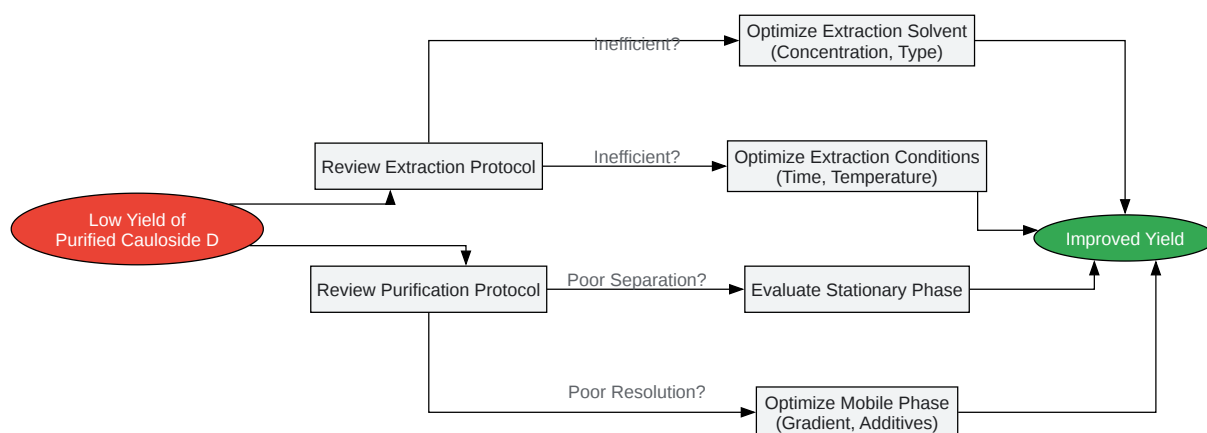 Inefficient?
Optimize Extraction Solvent
(Concentration, Type)
Review Extraction Protocol
Inefficient?
Optimize Extraction Conditions
(Time, Temperature)
Low Yield of
Purified Cauloside D
Improved Yield
Review Purification Protocol
Poor Separation?
Evaluate Stationary Phase
Poor Resolution?
Optimize Mobile Phase
(Gradient, Additives)